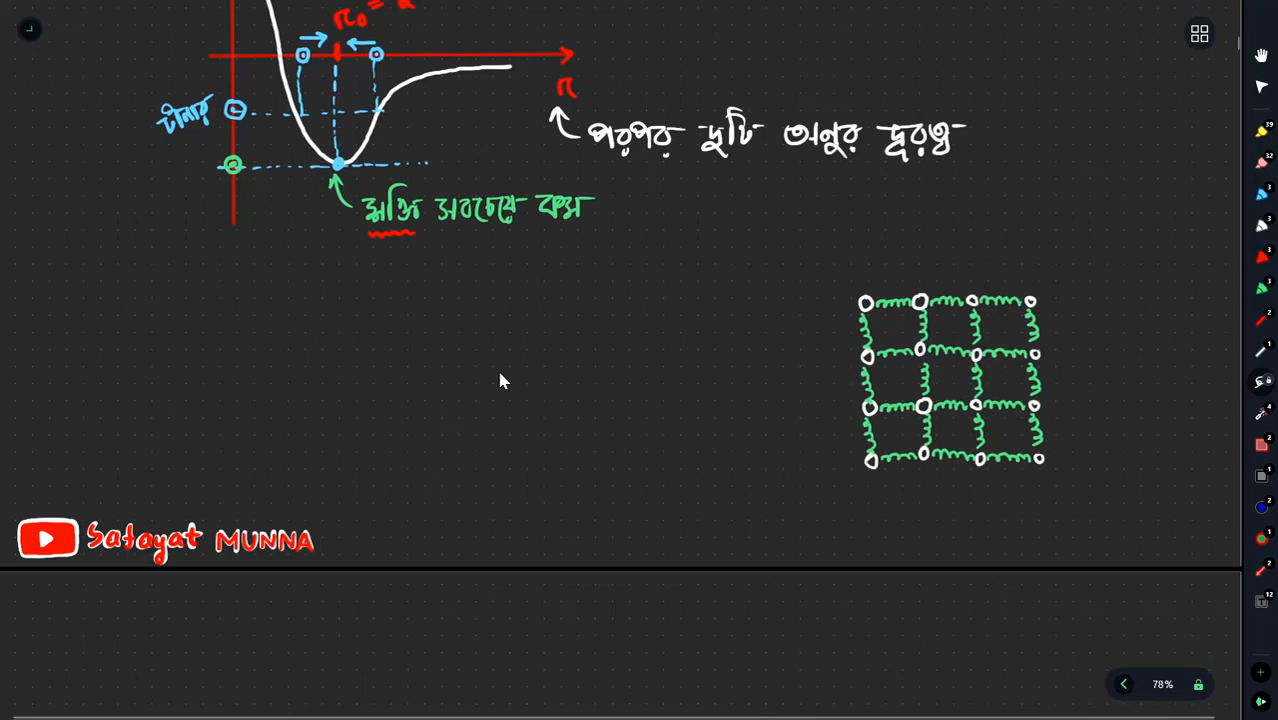 r₀ =
r
টানার
পরপর দুটি অনুর দূরত্ব
শক্তি সবচেয়ে কম
Satayat MUNNA
78%